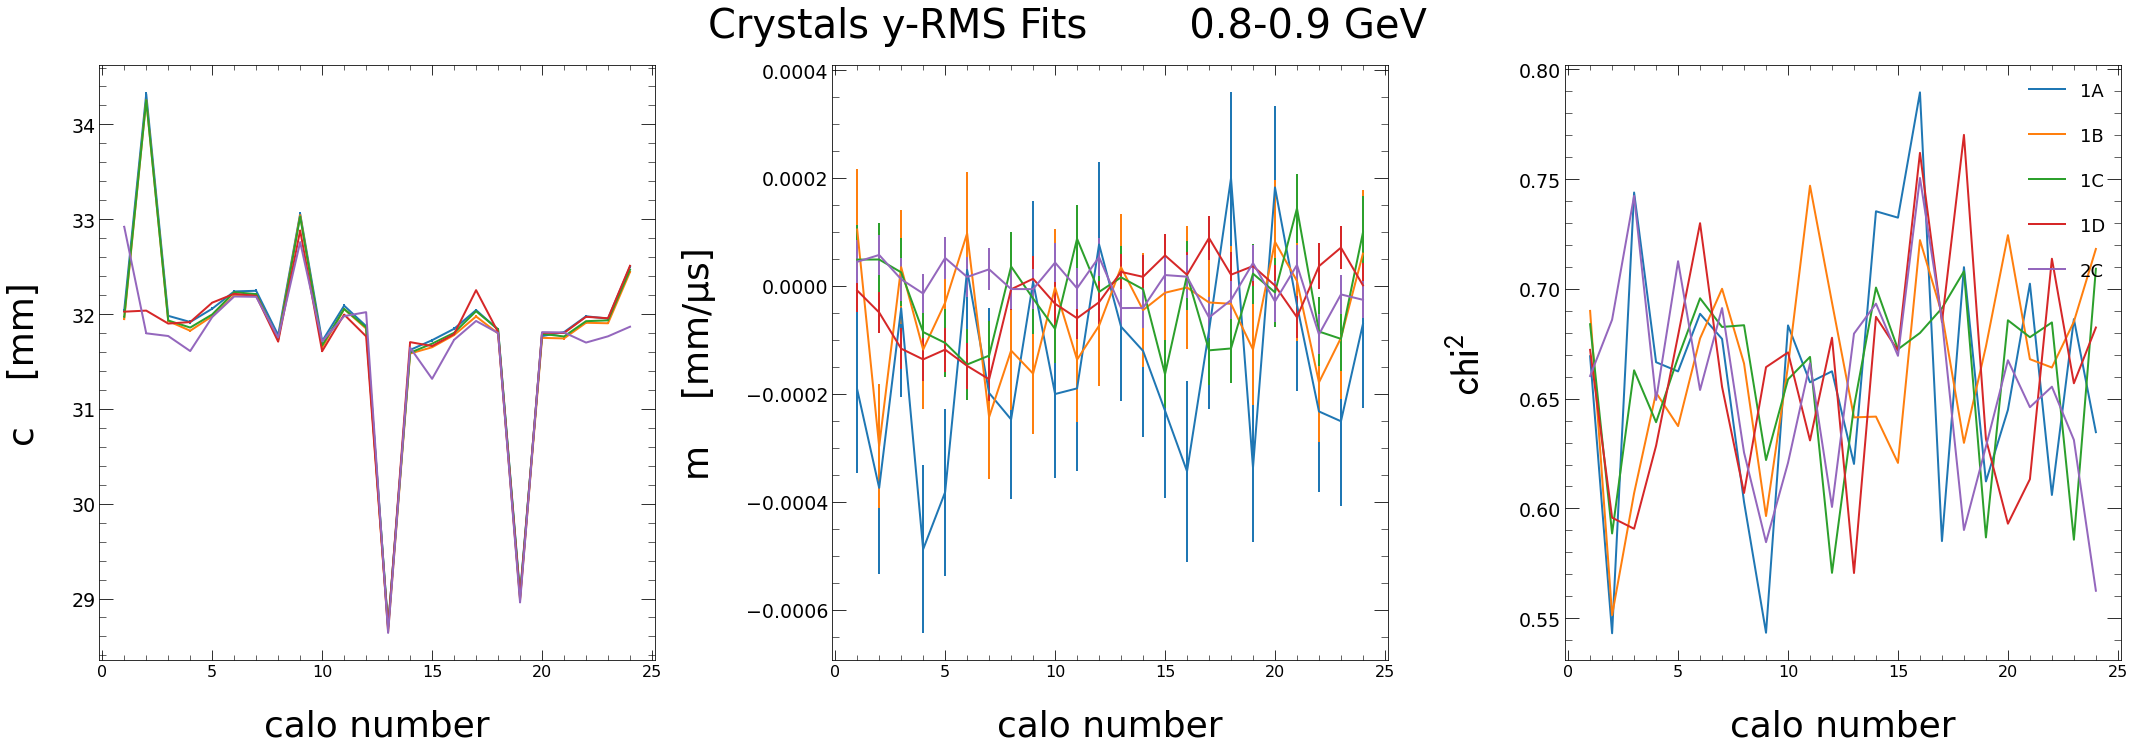 Crystals y-RMS Fits 0.8-0.9 GeV
c [mm]
34
33
32
31
30
29
0 5 10 15 20 25
calo number
m [mm/µs]
0.0004
0.0002
0.0000
−0.0002
−0.0004
−0.0006
0 5 10 15 20 25
calo number
chi²
0.80
0.75
0.70
0.65
0.60
0.55
0 5 10 15 20 25
calo number
1A
1B
1C
1D
2C